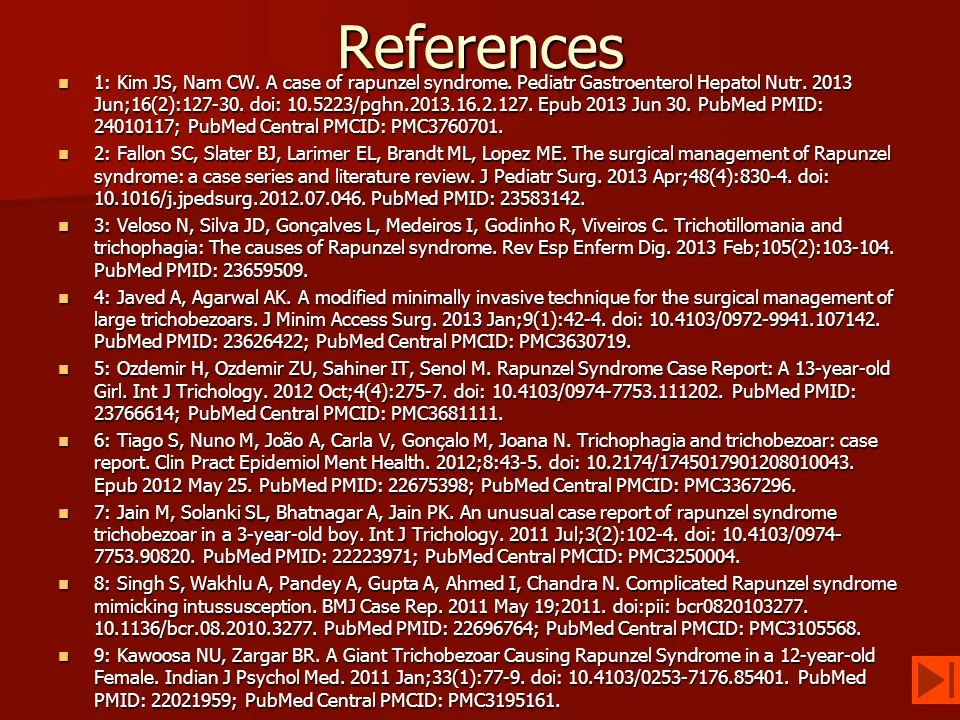 References
1: Kim JS, Nam CW. A case of rapunzel syndrome. Pediatr Gastroenterol Hepatol Nutr. 2013
Jun;16(2):127-30. doi: 10.5223/pghn.2013.16.2.127. Epub 2013 Jun 30. PubMed PMID:
24010117; PubMed Central PMCID: PMC3760701.
2: Fallon SC, Slater BJ, Larimer EL, Brandt ML, Lopez ME. The surgical management of Rapunzel
syndrome: a case series and literature review. J Pediatr Surg. 2013 Apr;48(4):830-4. doi:
10.1016/j.jpedsurg.2012.07.046. PubMed PMID: 23583142.
3: Veloso N, Silva JD, Gonçalves L, Medeiros I, Godinho R, Viveiros C. Trichotillomania and
trichophagia: The causes of Rapunzel syndrome. Rev Esp Enferm Dig. 2013 Feb;105(2):103-104.
PubMed PMID: 23659509.
4: Javed A, Agarwal AK. A modified minimally invasive technique for the surgical management of
large trichobezoars. J Minim Access Surg. 2013 Jan;9(1):42-4. doi: 10.4103/0972-9941.107142.
PubMed PMID: 23626422; PubMed Central PMCID: PMC3630719.
5: Ozdemir H, Ozdemir ZU, Sahiner IT, Senol M. Rapunzel Syndrome Case Report: A 13-year-old
Girl. Int J Trichology. 2012 Oct;4(4):275-7. doi: 10.4103/0974-7753.111202. PubMed PMID:
23766614; PubMed Central PMCID: PMC3681111.
6: Tiago S, Nuno M, João A, Carla V, Gonçalo M, Joana N. Trichophagia and trichobezoar: case
report. Clin Pract Epidemiol Ment Health. 2012;8:43-5. doi: 10.2174/1745017901208010043.
Epub 2012 May 25. PubMed PMID: 22675398; PubMed Central PMCID: PMC3367296.
7: Jain M, Solanki SL, Bhatnagar A, Jain PK. An unusual case report of rapunzel syndrome
trichobezoar in a 3-year-old boy. Int J Trichology. 2011 Jul;3(2):102-4. doi: 10.4103/0974-
7753.90820. PubMed PMID: 22223971; PubMed Central PMCID: PMC3250004.
8: Singh S, Wakhlu A, Pandey A, Gupta A, Ahmed I, Chandra N. Complicated Rapunzel syndrome
mimicking intussusception. BMJ Case Rep. 2011 May 19;2011. doi:pii: bcr0820103277.
10.1136/bcr.08.2010.3277. PubMed PMID: 22696764; PubMed Central PMCID: PMC3105568.
9: Kawoosa NU, Zargar BR. A Giant Trichobezoar Causing Rapunzel Syndrome in a 12-year-old
Female. Indian J Psychol Med. 2011 Jan;33(1):77-9. doi: 10.4103/0253-7176.85401. PubMed
PMID: 22021959; PubMed Central PMCID: PMC3195161.